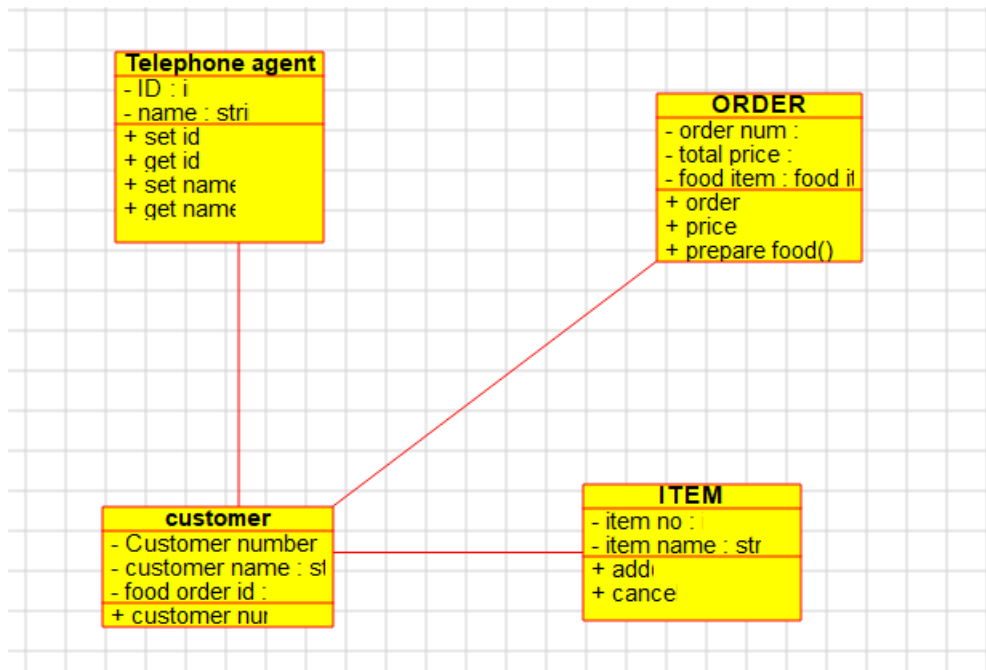 Telephone agent
- ID : i
- name : stri
+ set id
+ get id
+ set name
+ get name
ORDER
- order num :
- total price :
- food item : food it
+ order
+ price
+ prepare food()
customer
- Customer number
- customer name : st
- food order id :
+ customer nur
ITEM
- item no :
- item name : str
+ add
+ cancel